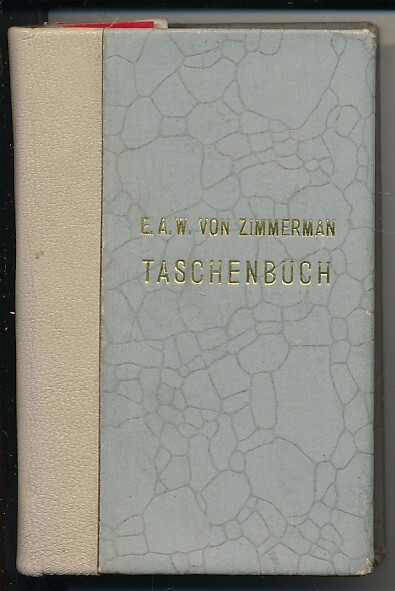 E. A. W. VON ZIMMERMAN
TASCHENBUCH